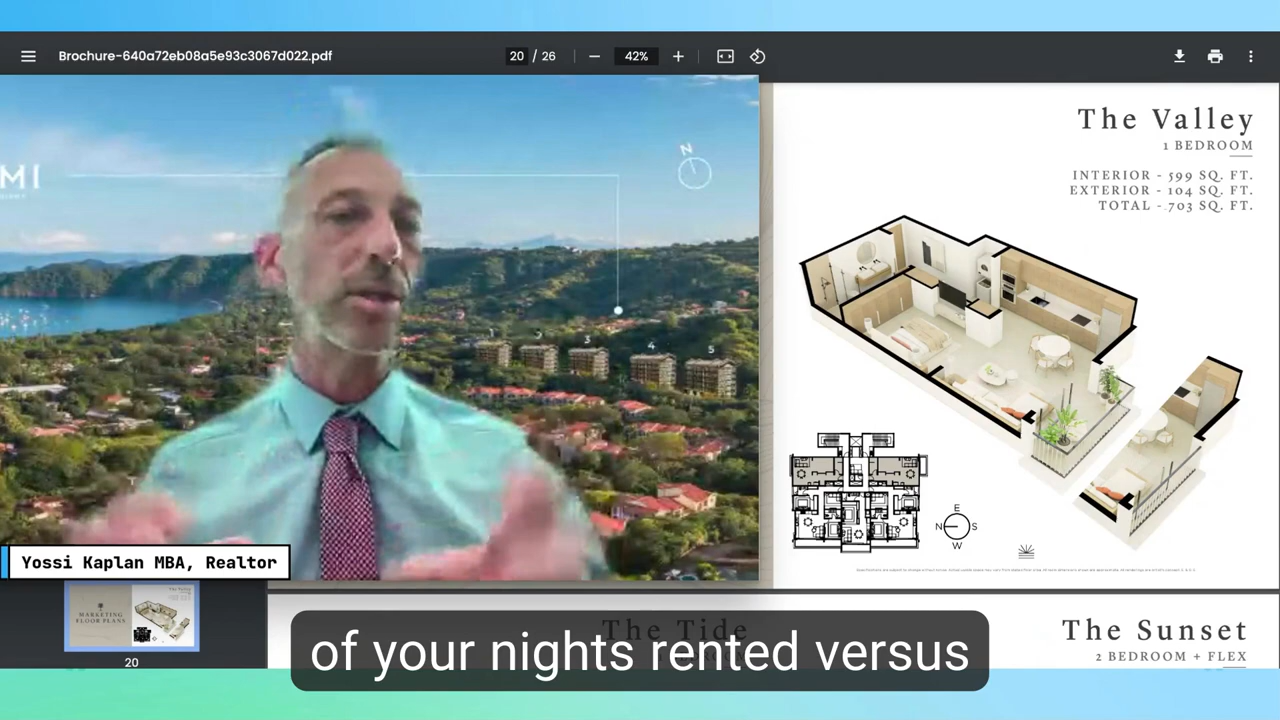 Brochure-640a72eb08a5e93c3067d022.pdf
20 / 26
42%
MI
N
1
2
3
4
5
Yossi Kaplan MBA, Realtor
The Valley
1 BEDROOM
INTERIOR - 599 SQ. FT.
EXTERIOR - 104 SQ. FT.
TOTAL - 703 SQ. FT.
E
N
S
W
MARKETING
FLOOR PLANS
20
The Tide
The Sunset
2 BEDROOM + FLEX
of your nights rented versus